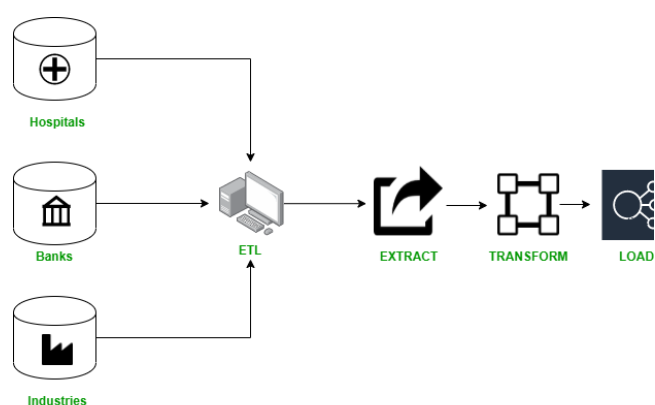 Hospitals
Banks
ETL
EXTRACT
TRANSFORM
LOAD
Industries